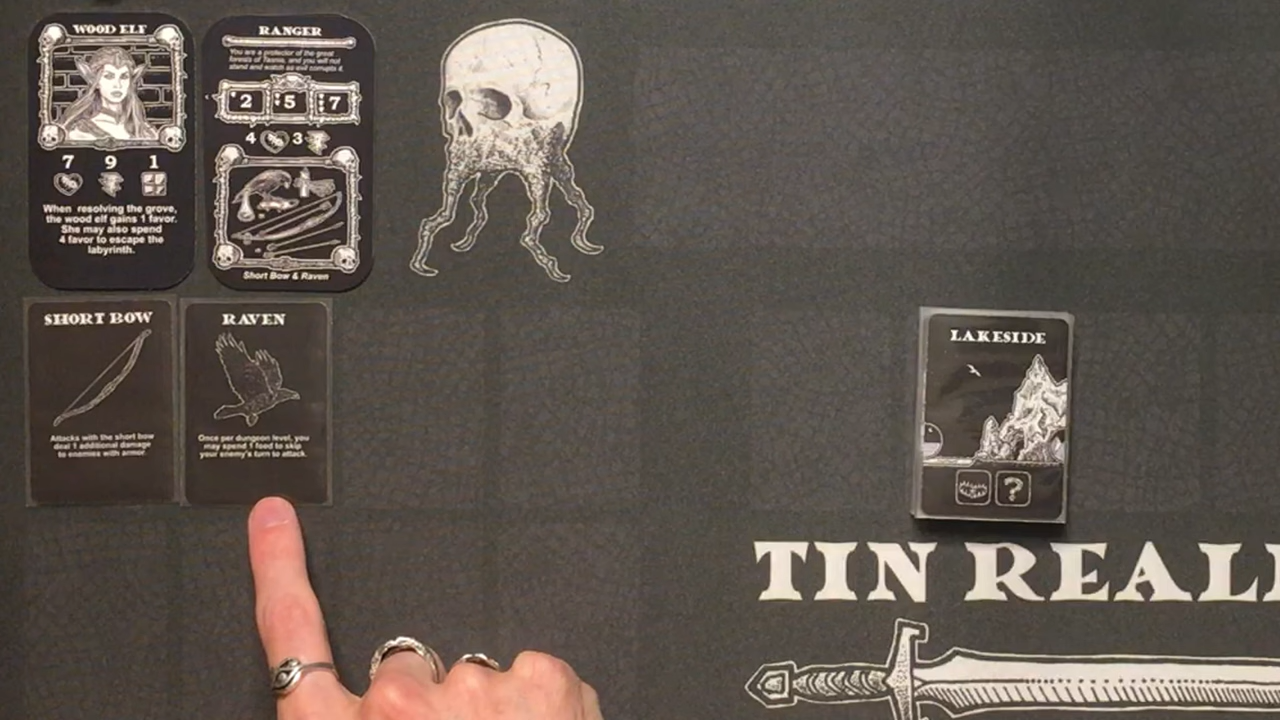 WOOD ELF
7 9 1
When resolving the grove,
the wood elf gains 1 favor.
She may also spend
4 favor to escape the
labyrinth.
RANGER
You are a protector of the great
forests of Tasnia, and you will not
stand and watch as evil corrupts it.
2 5 7
4 3
Short Bow & Raven
SHORT BOW
Attacks with the short bow
deal 1 additional damage
to enemies with armor.
RAVEN
Once per dungeon level, you
may spend 1 food to skip
your enemy's turn to attack.
LAKESIDE
?
TIN REAL